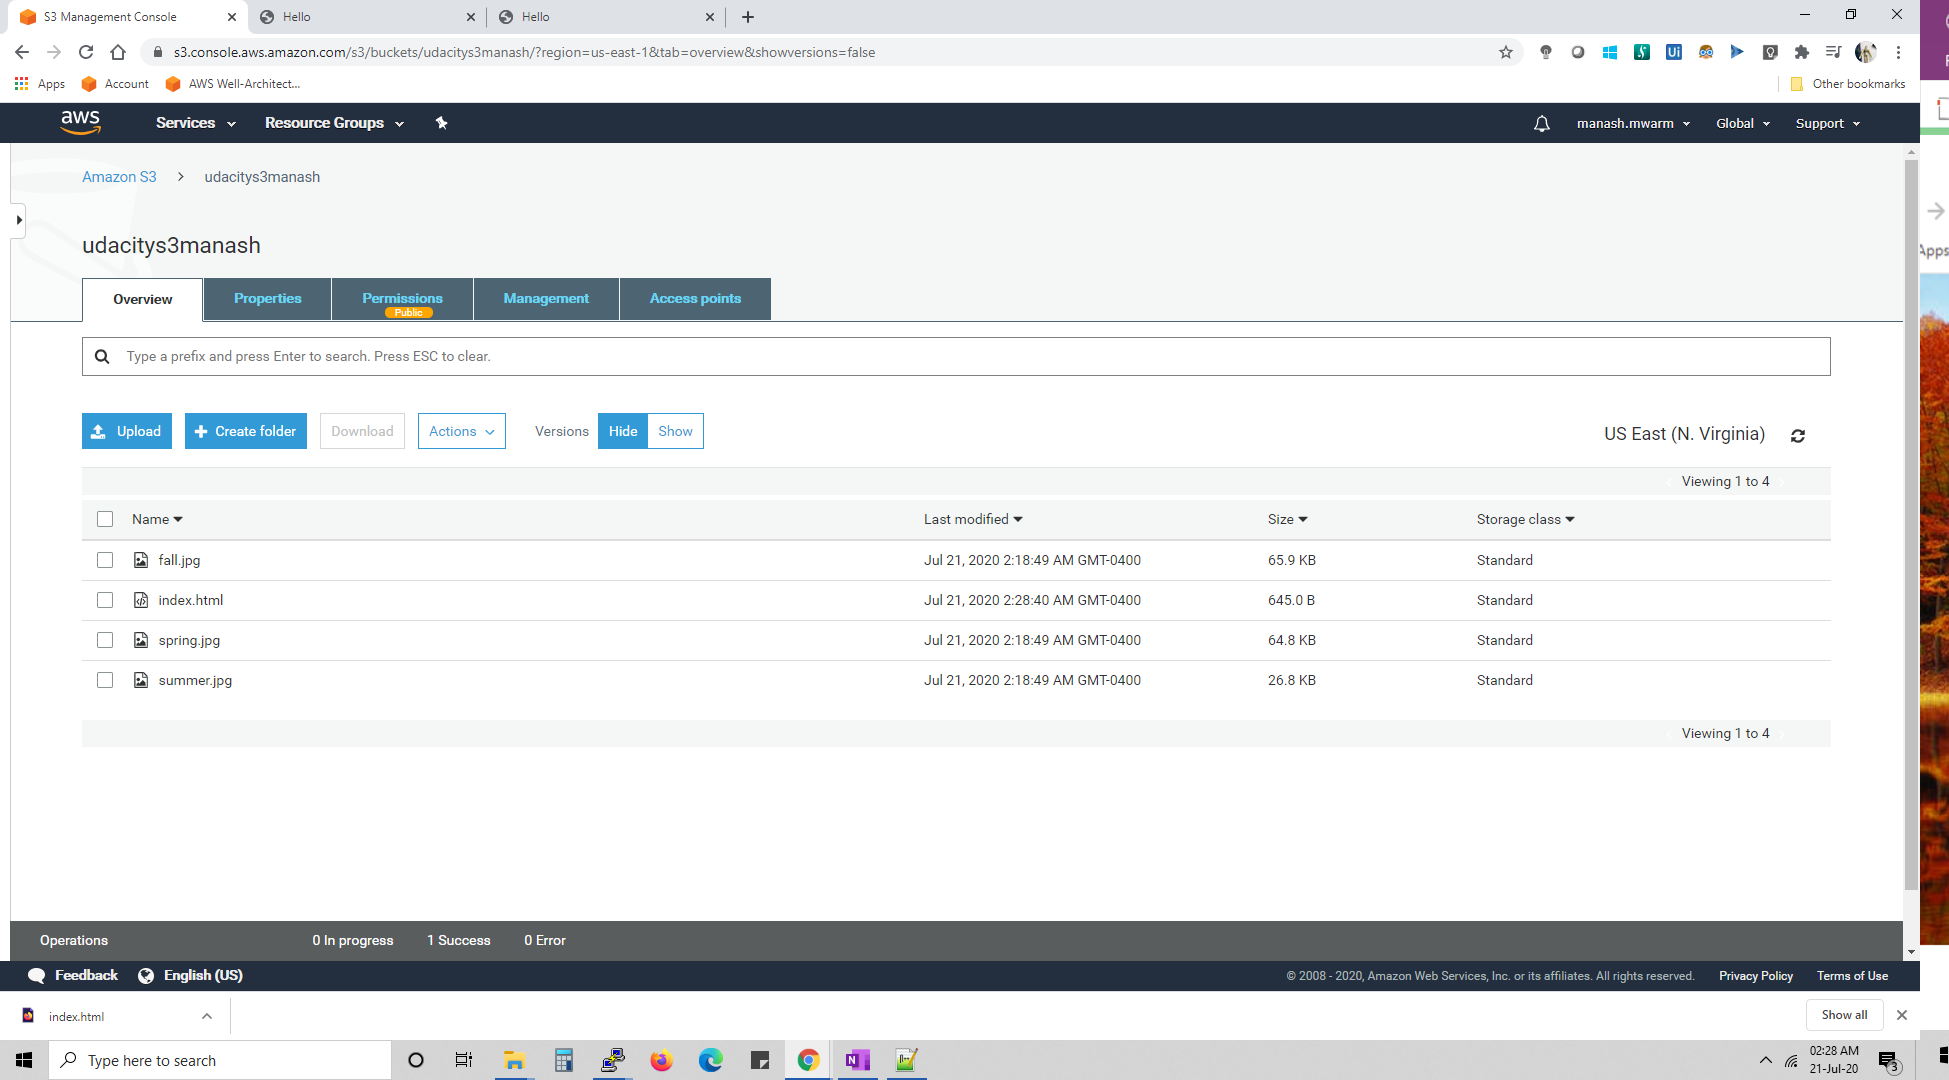 S3 Management Console
Hello
Hello
s3.console.aws.amazon.com/s3/buckets/udacitys3manash/?region=us-east-1&tab=overview&showversions=false
Apps
Account
AWS Well-Architect...
Other bookmarks
aws
Services
Resource Groups
manash.mwarm
Global
Support
Amazon S3
udacitys3manash
udacitys3manash
Overview
Properties
Permissions
Public
Management
Access points
Type a prefix and press Enter to search. Press ESC to clear.
Upload
Create folder
Download
Actions
Versions
Hide
Show
US East (N. Virginia)
Viewing 1 to 4
Name Last modified Size Storage class
fall.jpg Jul 21, 2020 2:18:49 AM GMT-0400 65.9 KB Standard
index.html Jul 21, 2020 2:28:40 AM GMT-0400 645.0 B Standard
spring.jpg Jul 21, 2020 2:18:49 AM GMT-0400 64.8 KB Standard
summer.jpg Jul 21, 2020 2:18:49 AM GMT-0400 26.8 KB Standard
Viewing 1 to 4
Operations 0 In progress 1 Success 0 Error
Feedback
English (US)
© 2008 - 2020, Amazon Web Services, Inc. or its affiliates. All rights reserved.
Privacy Policy
Terms of Use
index.html
Show all
Type here to search
02:28 AM
21-Jul-20
3
Apps